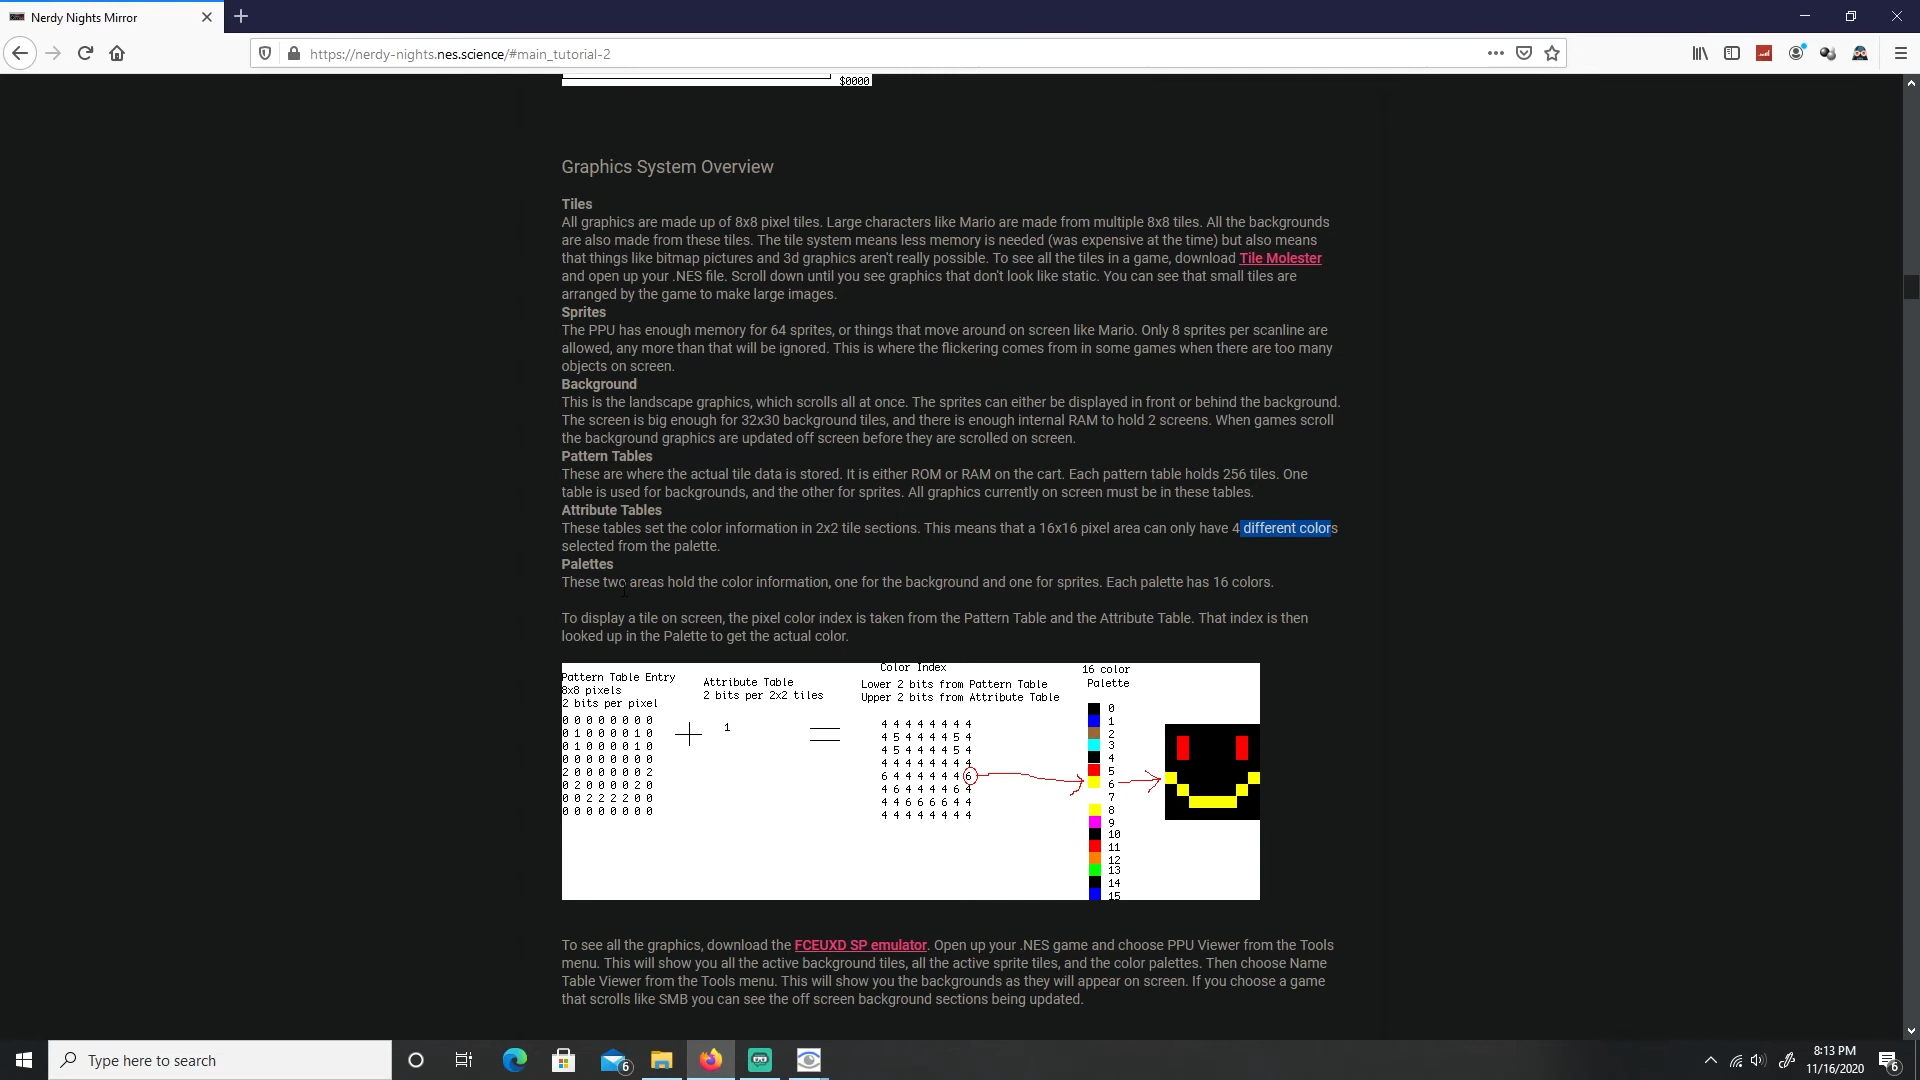 Nerdy Nights Mirror
https://nerdy-nights.nes.science/#main_tutorial-2
$0000
Graphics System Overview
Tiles
All graphics are made up of 8x8 pixel tiles. Large characters like Mario are made from multiple 8x8 tiles. All the backgrounds
are also made from these tiles. The tile system means less memory is needed (was expensive at the time) but also means
that things like bitmap pictures and 3d graphics aren't really possible. To see all the tiles in a game, download Tile Molester
and open up your .NES file. Scroll down until you see graphics that don't look like static. You can see that small tiles are
arranged by the game to make large images.
Sprites
The PPU has enough memory for 64 sprites, or things that move around on screen like Mario. Only 8 sprites per scanline are
allowed, any more than that will be ignored. This is where the flickering comes from in some games when there are too many
objects on screen.
Background
This is the landscape graphics, which scrolls all at once. The sprites can either be displayed in front or behind the background.
The screen is big enough for 32x30 background tiles, and there is enough internal RAM to hold 2 screens. When games scroll
the background graphics are updated off screen before they are scrolled on screen.
Pattern Tables
These are where the actual tile data is stored. It is either ROM or RAM on the cart. Each pattern table holds 256 tiles. One
table is used for backgrounds, and the other for sprites. All graphics currently on screen must be in these tables.
Attribute Tables
These tables set the color information in 2x2 tile sections. This means that a 16x16 pixel area can only have 4 different colors
selected from the palette.
Palettes
These two areas hold the color information, one for the background and one for sprites. Each palette has 16 colors.
To display a tile on screen, the pixel color index is taken from the Pattern Table and the Attribute Table. That index is then
looked up in the Palette to get the actual color.
Pattern Table Entry
8x8 pixels
2 bits per pixel
0 0 0 0 0 0 0 0
0 1 0 0 0 0 1 0
0 1 0 0 0 0 1 0
0 0 0 0 0 0 0 0
2 0 0 0 0 0 0 2
0 2 0 0 0 0 2 0
0 0 2 2 2 2 0 0
0 0 0 0 0 0 0 0
+
Attribute Table
2 bits per 2x2 tiles
1
=
Color Index
Lower 2 bits from Pattern Table
Upper 2 bits from Attribute Table
4 4 4 4 4 4 4 4
4 5 4 4 4 4 5 4
4 5 4 4 4 4 5 4
4 4 4 4 4 4 4 4
6 4 4 4 4 4 4 6
4 6 4 4 4 4 6 4
4 4 6 6 6 6 4 4
4 4 4 4 4 4 4 4
16 color
Palette
0
1
2
3
4
5
6
7
8
9
10
11
12
13
14
15
To see all the graphics, download the FCEUXD SP emulator. Open up your .NES game and choose PPU Viewer from the Tools
menu. This will show you all the active background tiles, all the active sprite tiles, and the color palettes. Then choose Name
Table Viewer from the Tools menu. This will show you the backgrounds as they will appear on screen. If you choose a game
that scrolls like SMB you can see the off screen background sections being updated.
Type here to search
6
8:13 PM
11/16/2020
6